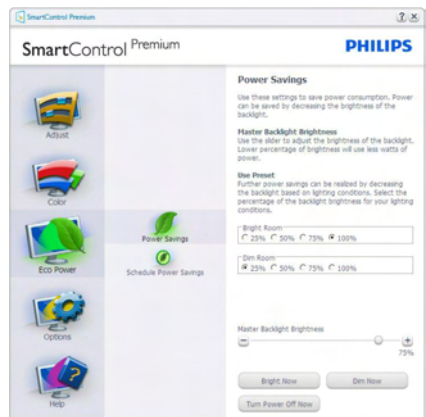 SmartControl Premium
SmartControl Premium
PHILIPS
Adjust
Color
Eco Power
Options
Help
Power Savings
Schedule Power Savings
Power Savings
Use these settings to save power consumption. Power
can be saved by decreasing the brightness of the
backlight.
Master Backlight Brightness
Use the slider to adjust the brightness of the backlight.
Lower percentage of brightness will use less watts of
power.
Use Preset
Further power savings can be realized by decreasing
the backlight based on lighting conditions. Select the
percentage of the backlight brightness for your lighting
conditions.
Bright Room
25% 50% 75% 100%
Dim Room
25% 50% 75% 100%
Master Backlight Brightness
75%
Bright Now Dim Now
Turn Power Off Now